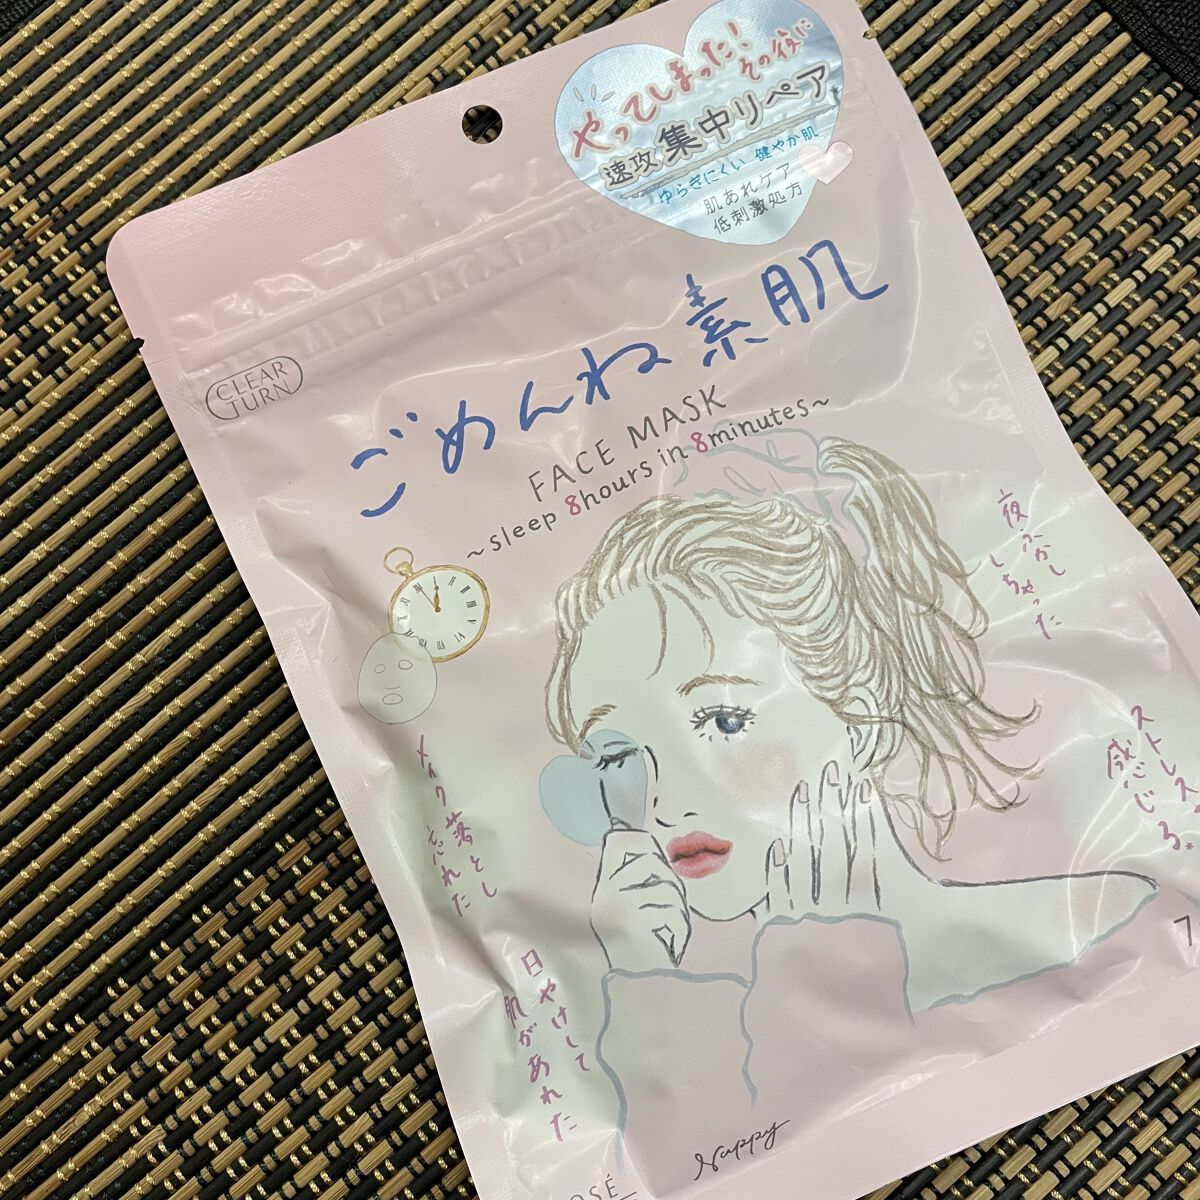 やってしまった!
その夜に
速攻 集中リペア
ゆらぎにくい 健やか肌
肌あれケア
低刺激処方
CLEAR
TURN
ごめんね素肌
FACE MASK
~sleep 8hours in 8minutes~
夜ふかし
しちゃった
ストレス
感じる。
メイク落とし
忘れた
日やけして
肌があれた
7
Nappy
OSÉ